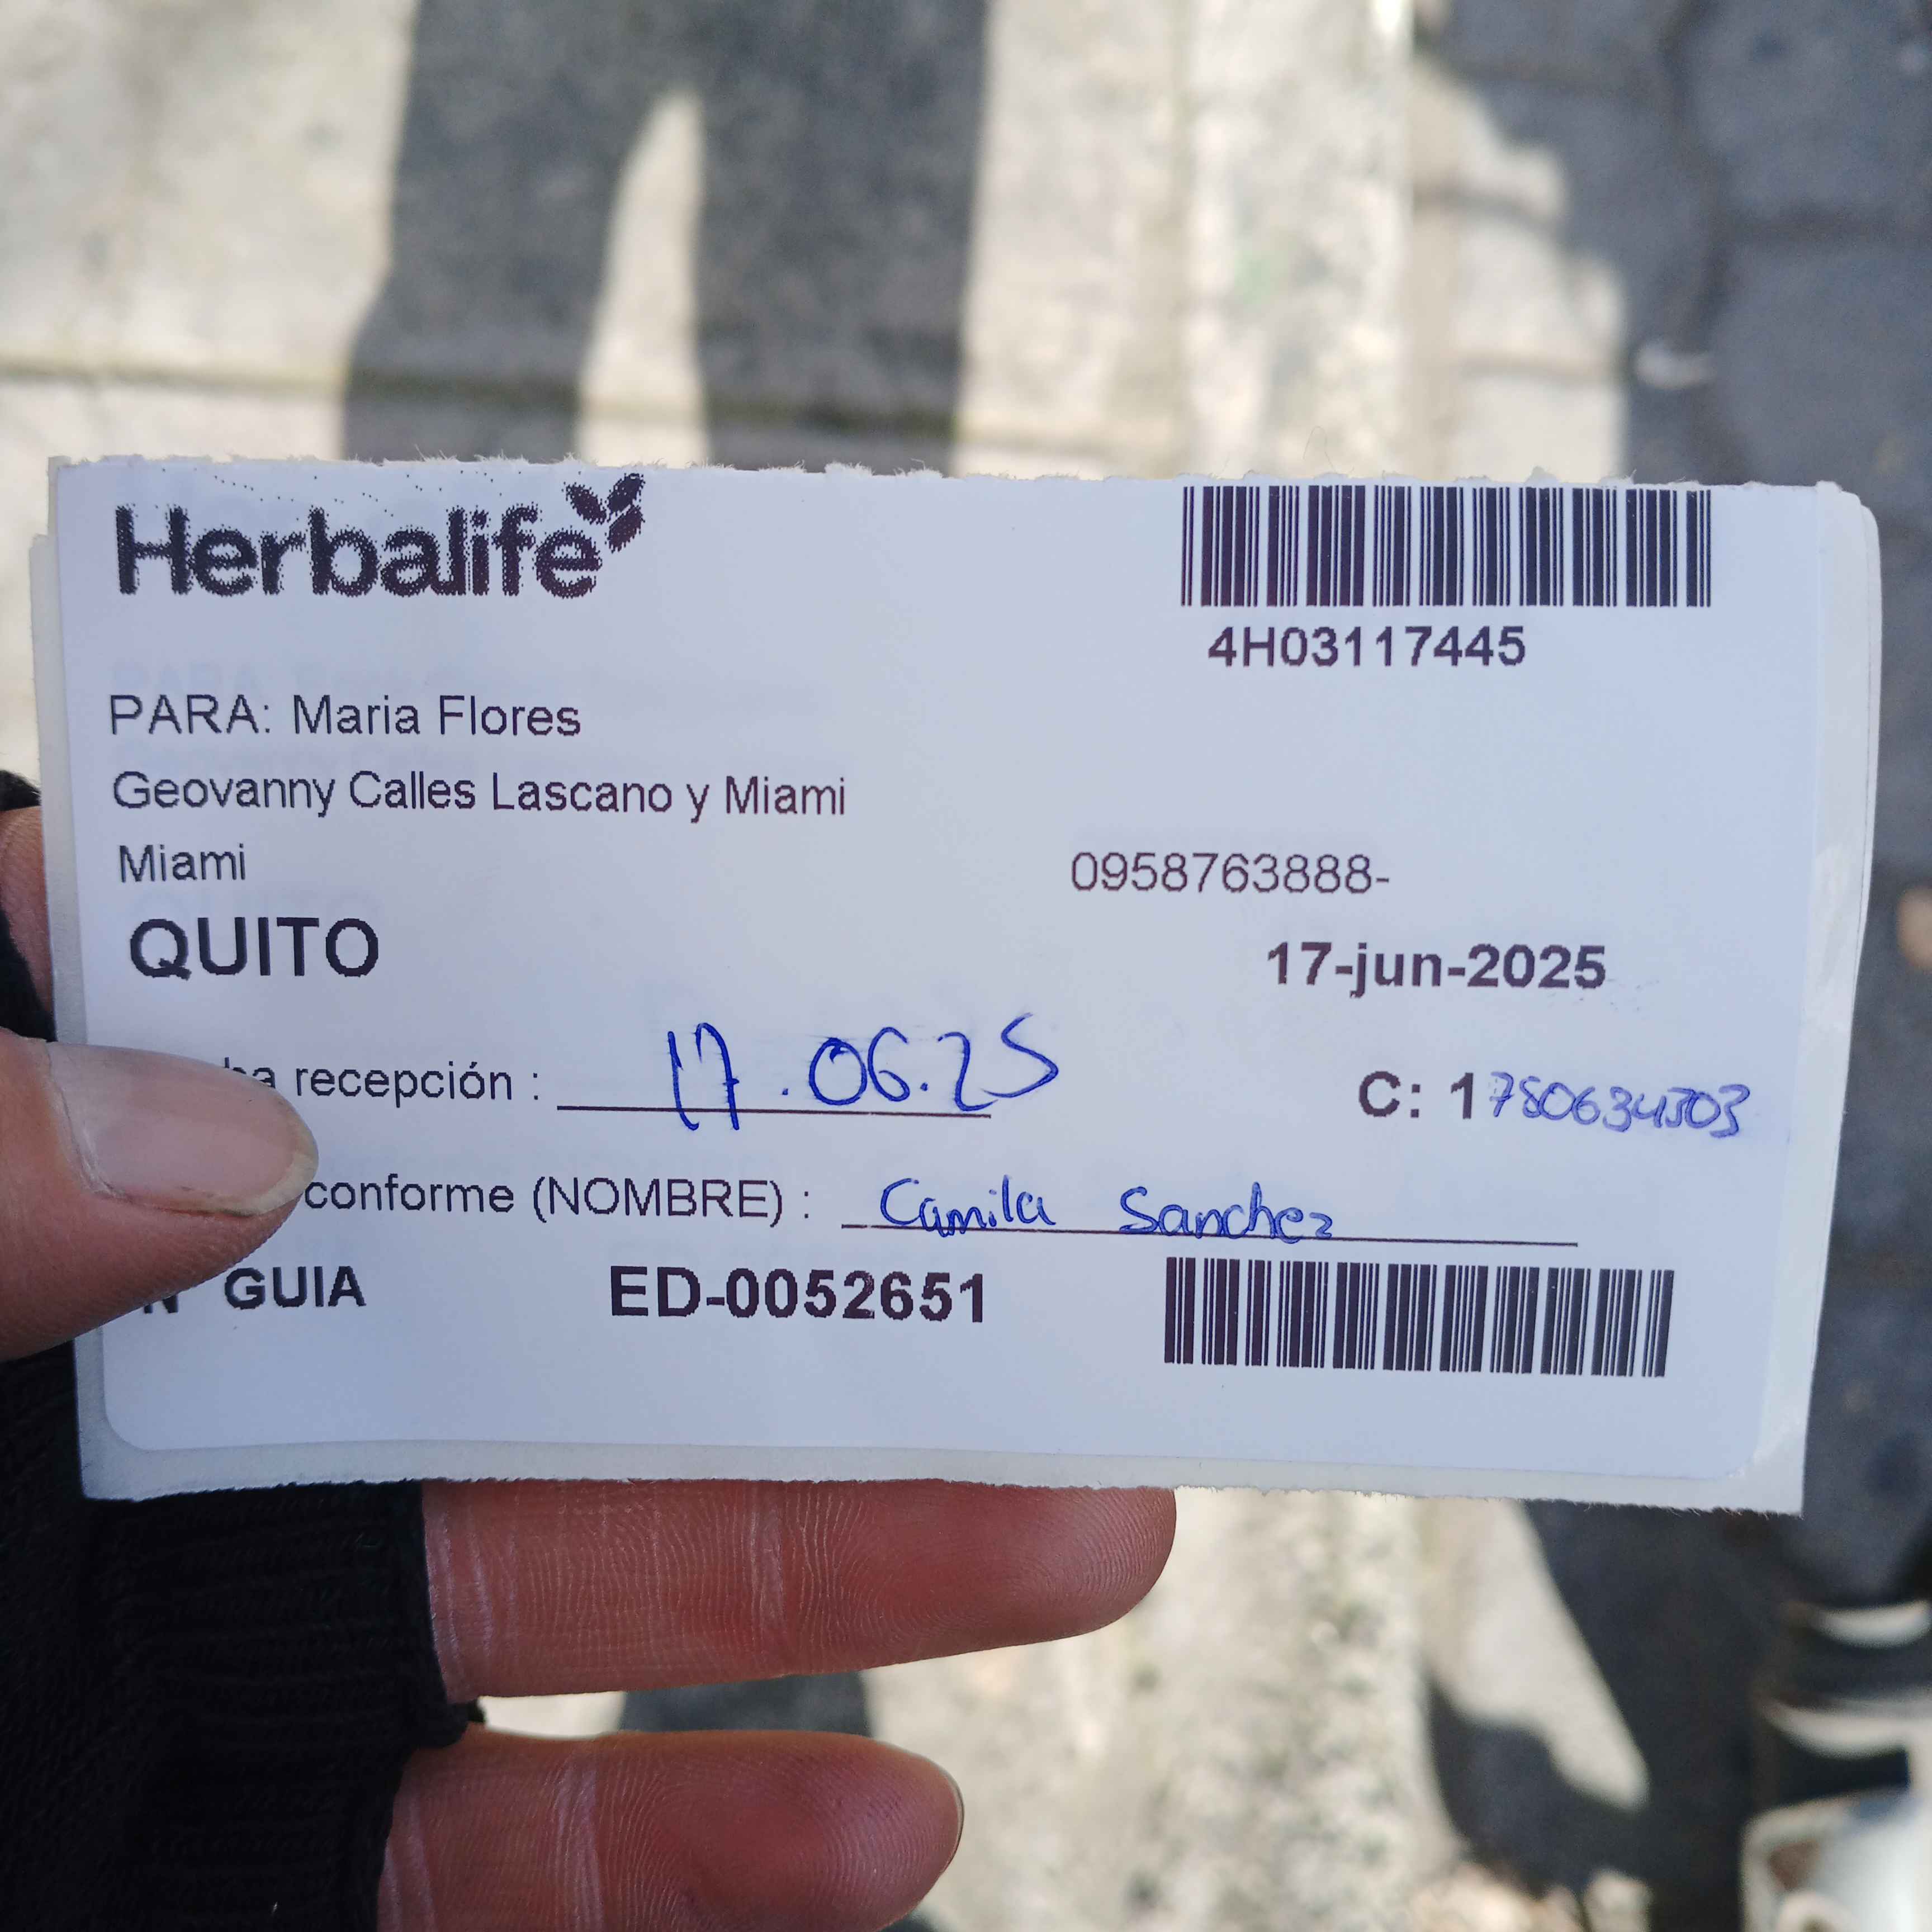 Herbalife
4H03117445
PARA: Maria Flores
Geovanny Calles Lascano y Miami
Miami
0958763888-
QUITO
17-jun-2025
recepción : 17.06.25
C: 1780634303
conforme (NOMBRE) : Camila Sanchez
N° GUIA ED-0052651